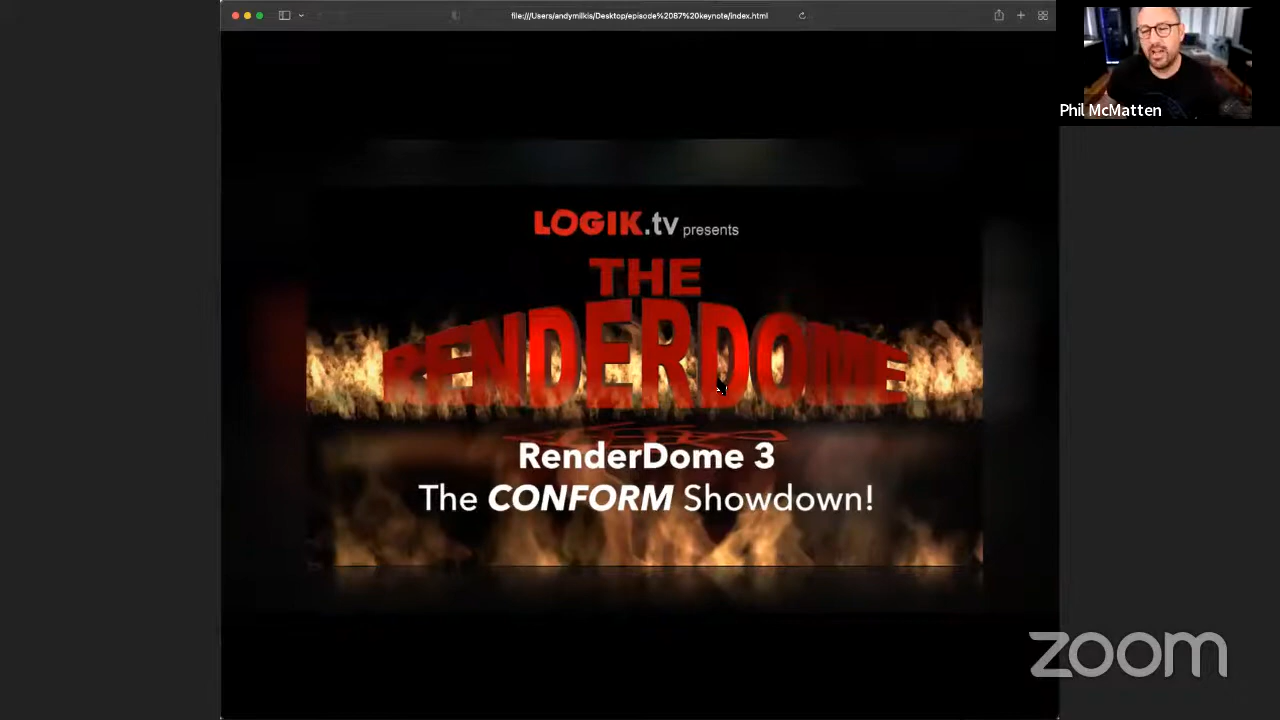 file:///Users/andymilkis/Desktop/episode%2087%20keynote/index.html
Phil McMatten
LOGIK.tv presents
THE
RENDERDOME
RenderDome 3
The CONFORM Showdown!
zoom